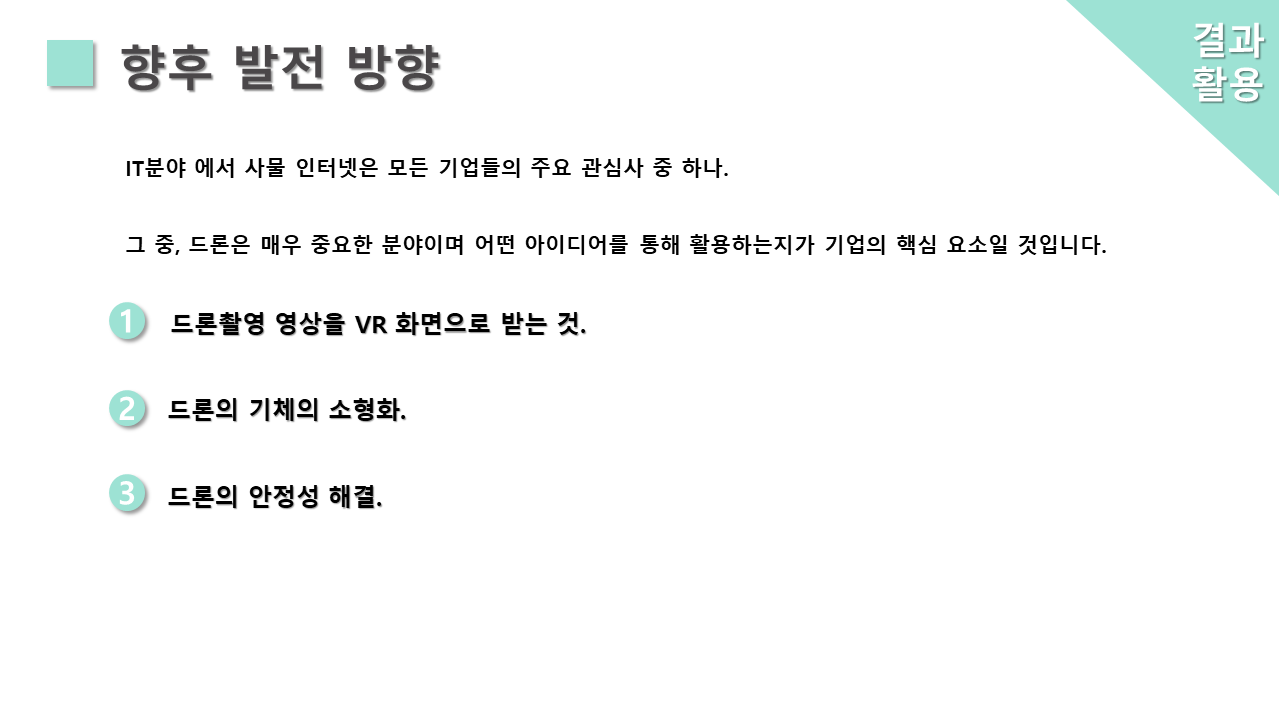 향후 발전 방향
결과
활용
IT분야 에서 사물 인터넷은 모든 기업들의 주요 관심사 중 하나.
그 중, 드론은 매우 중요한 분야이며 어떤 아이디어를 통해 활용하는지가 기업의 핵심 요소일 것입니다.
1 드론촬영 영상을 VR 화면으로 받는 것.
2 드론의 기체의 소형화.
3 드론의 안정성 해결.